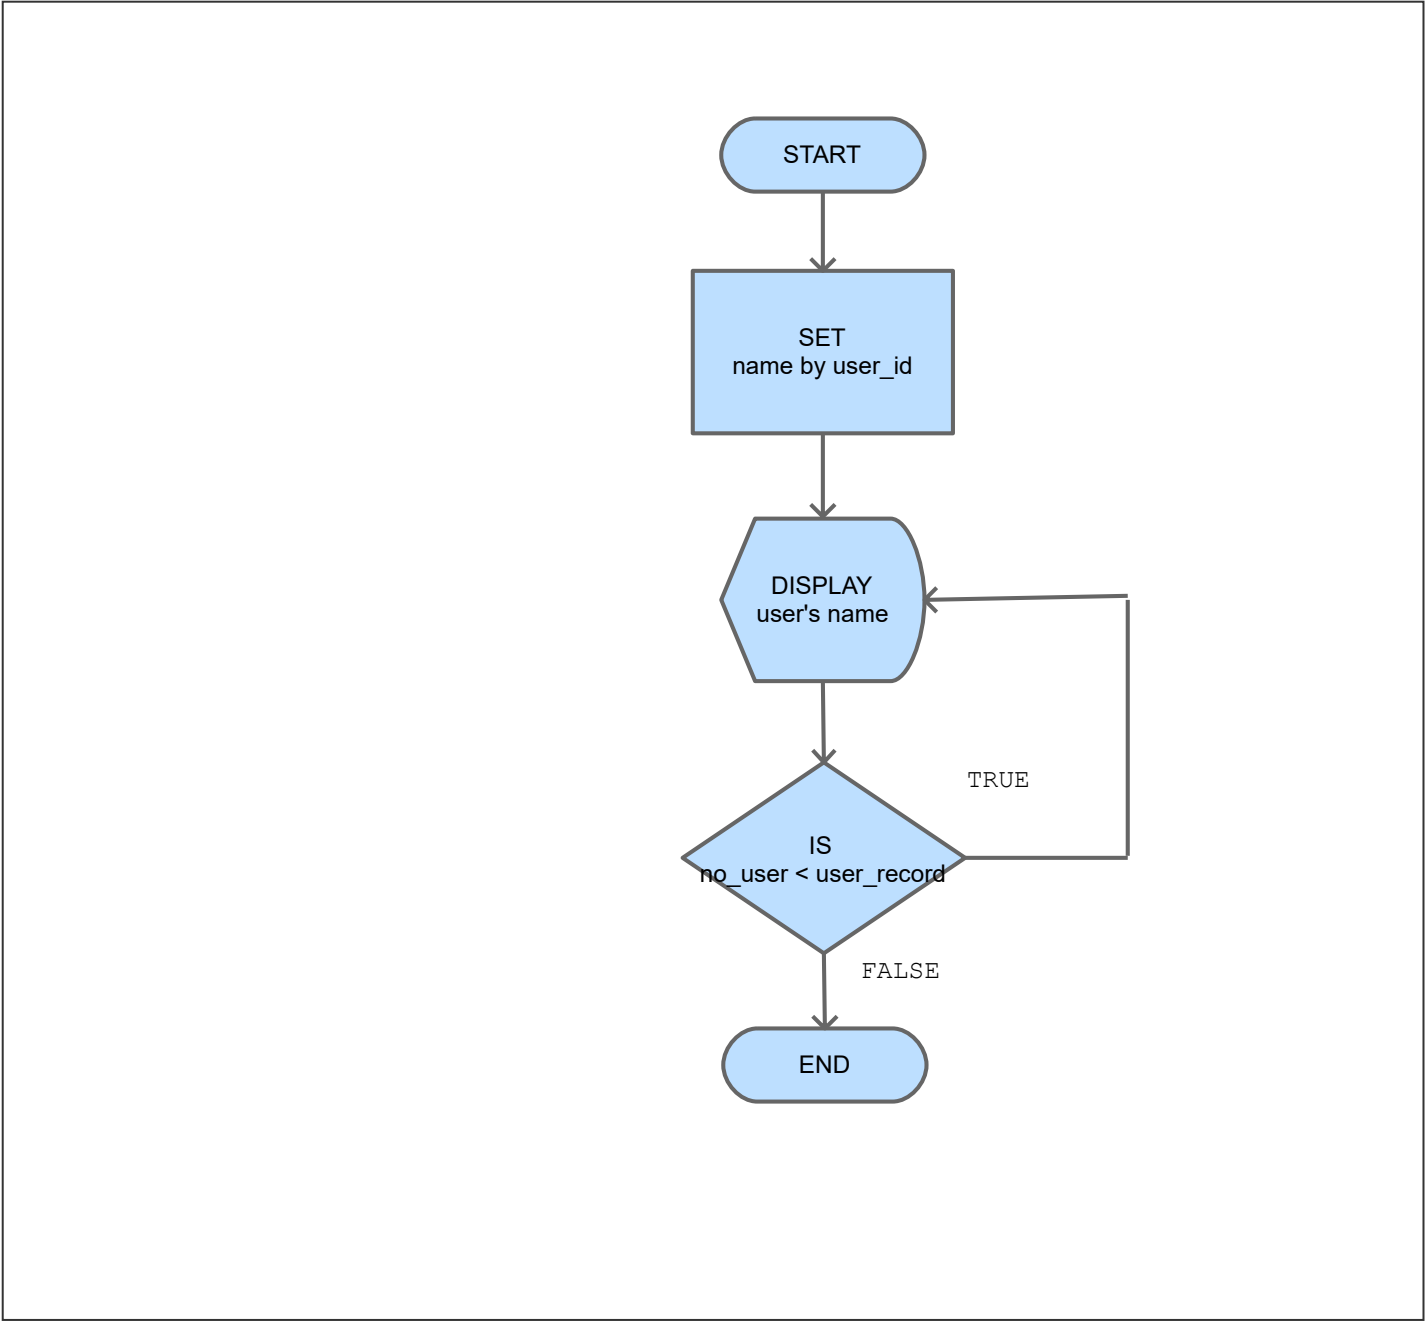 START
SET
name by user_id
DISPLAY
user's name
TRUE
IS
no_user < user_record
FALSE
END